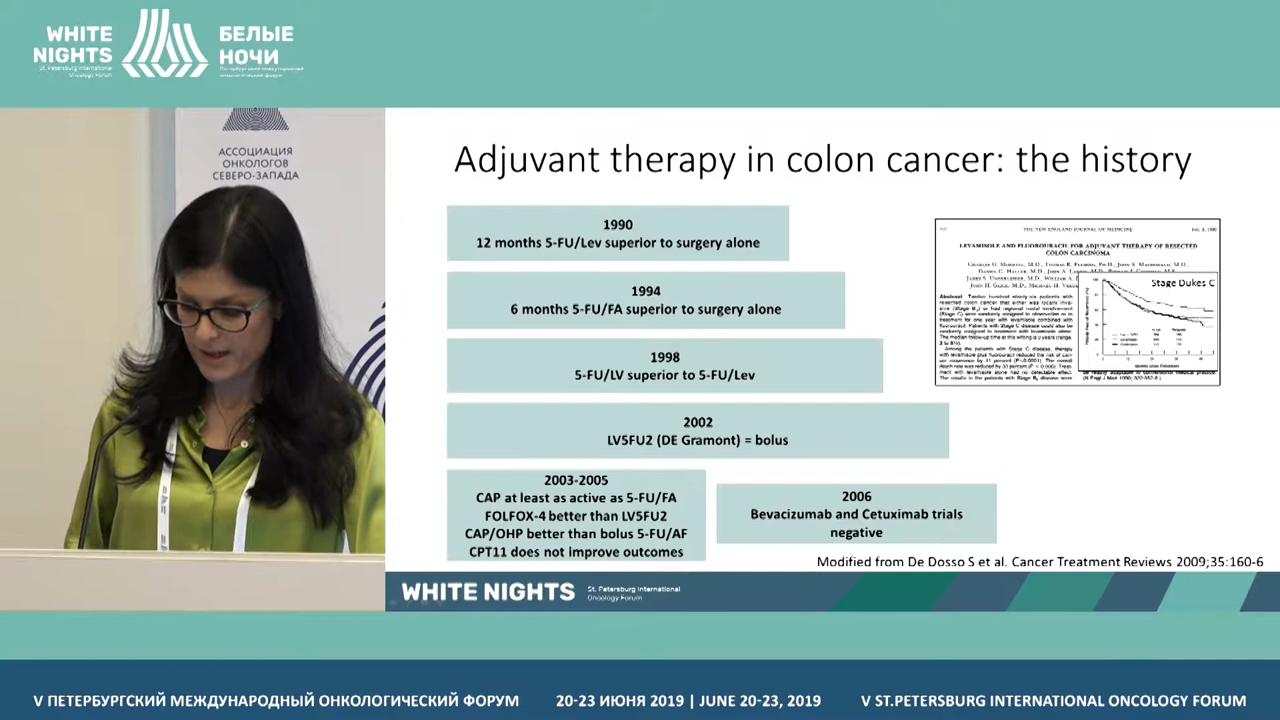 WHITE
NIGHTS
St. Petersburg International
Oncology Forum
БЕЛЫЕ
НОЧИ
Петербургский международный
онкологический форум
АССОЦИАЦИЯ
ОНКОЛОГОВ
СЕВЕРО-ЗАПАДА
Adjuvant therapy in colon cancer: the history
1990
12 months 5-FU/Lev superior to surgery alone
1994
6 months 5-FU/FA superior to surgery alone
1998
5-FU/LV superior to 5-FU/Lev
2002
LV5FU2 (DE Gramont) = bolus
2003-2005
CAP at least as active as 5-FU/FA
FOLFOX-4 better than LV5FU2
CAP/OHP better than bolus 5-FU/AF
CPT11 does not improve outcomes
2006
Bevacizumab and Cetuximab trials
negative
THE NEW ENGLAND JOURNAL OF MEDICINE
LEVAMISOLE AND FLUOROURACIL FOR ADJUVANT THERAPY OF RESECTED
COLON CARCINOMA
Stage Dukes C
Modified from De Dosso S et al. Cancer Treatment Reviews 2009;35:160-6
WHITE NIGHTS
St. Petersburg International
Oncology Forum
V ПЕТЕРБУРГСКИЙ МЕЖДУНАРОДНЫЙ ОНКОЛОГИЧЕСКИЙ ФОРУМ
20-23 ИЮНЯ 2019 | JUNE 20-23, 2019
V ST.PETERSBURG INTERNATIONAL ONCOLOGY FORUM